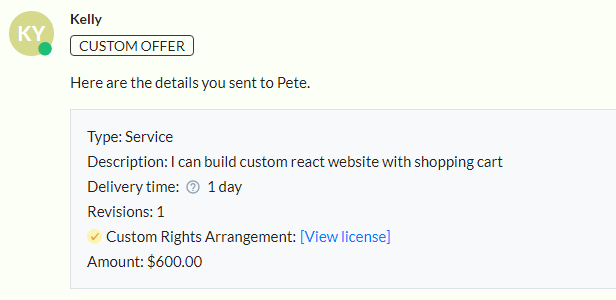 KY
Kelly
CUSTOM OFFER
Here are the details you sent to Pete.
Type: Service
Description: I can build custom react website with shopping cart
Delivery time: ? 1 day
Revisions: 1
Custom Rights Arrangement: [View license]
Amount: $600.00